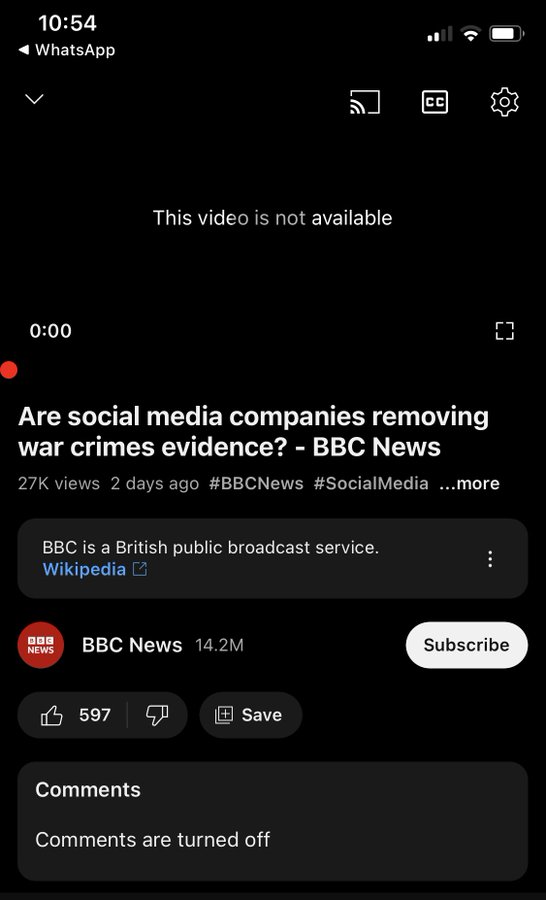 10:54
◀ WhatsApp
CC
This video is not available
0:00
Are social media companies removing
war crimes evidence? - BBC News
27K views 2 days ago #BBCNews #SocialMedia ...more
BBC is a British public broadcast service.
Wikipedia
BBC NEWS
BBC News 14.2M
Subscribe
597
Save
Comments
Comments are turned off